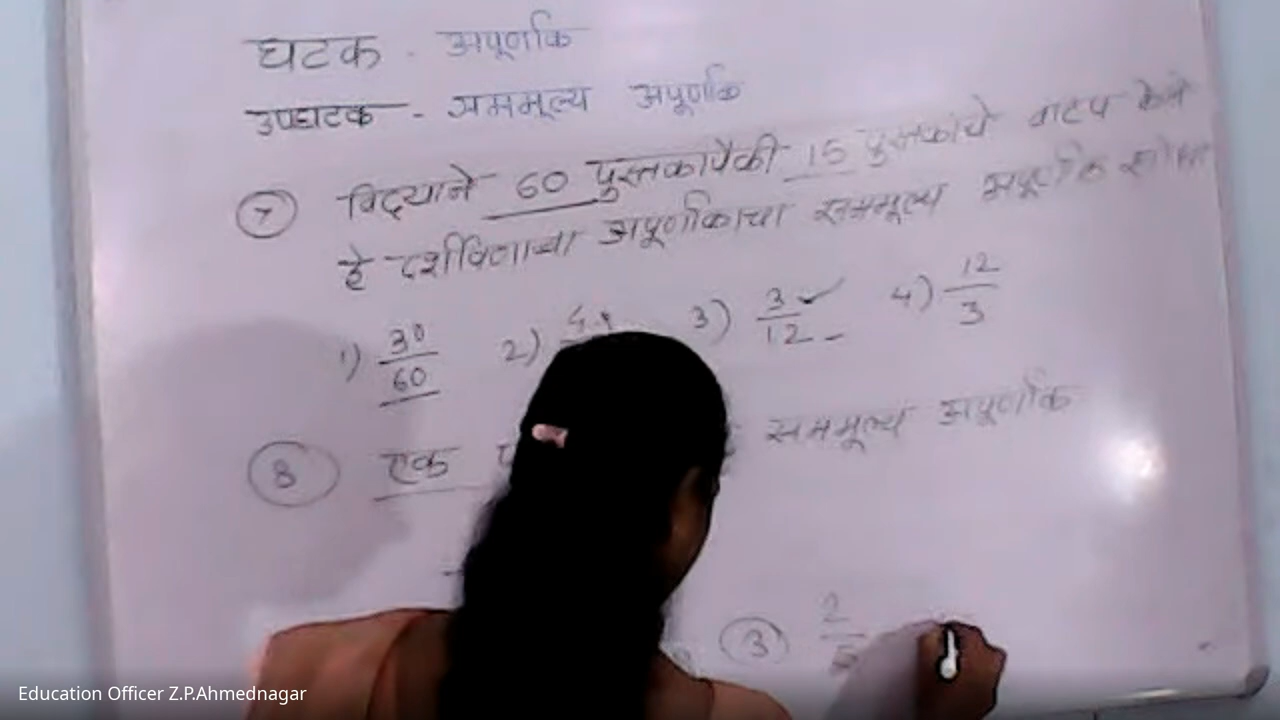 घटक - अपूर्णांक
उपघटक - सममूल्य अपूर्णांक
7 विद्याने 60 पुस्तकापैकी 15 पुस्तकांचे वाटप केले
हे दर्शविणाऱ्या अपूर्णांकाचा सममूल्य अपूर्णांक
1) 30/60 2) 3) 3/12 ✓ 4) 12/3
8 एक सममूल्य अपूर्णांक
3 2/5
Education Officer Z.P.Ahmednagar